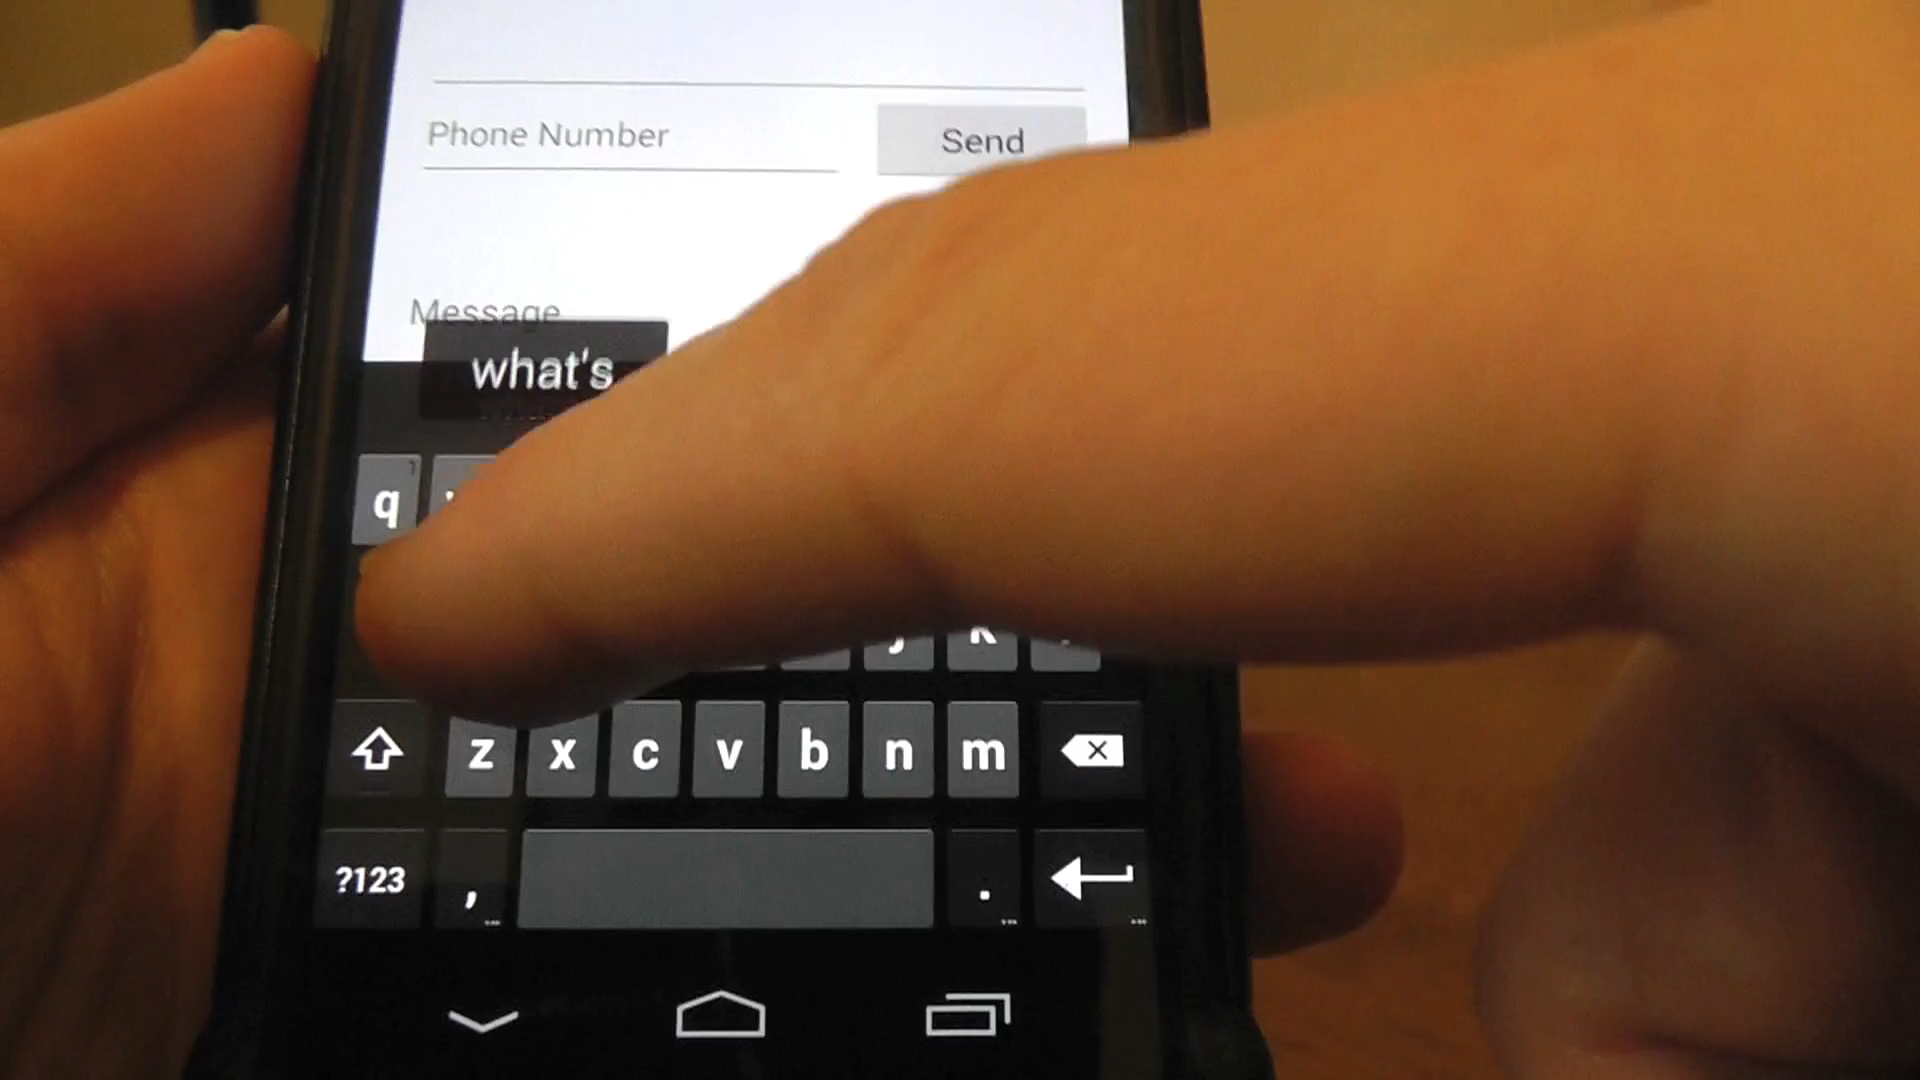 Phone Number
Send
Message
what's
q
j k
z x c v b n m
?123 , .